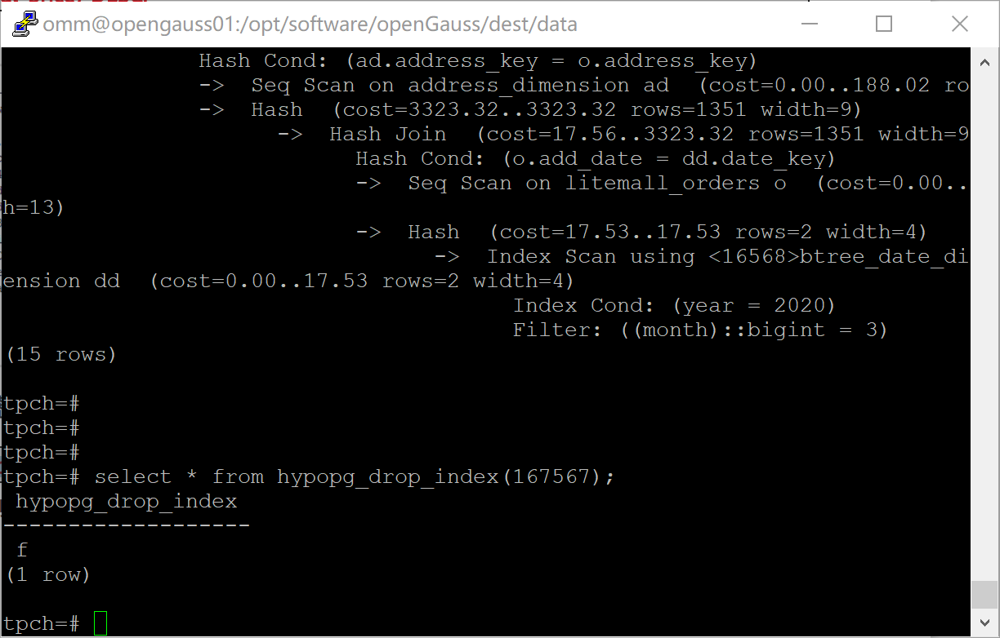 omm@opengauss01:/opt/software/openGauss/dest/data
Hash Cond: (ad.address_key = o.address_key)
->  Seq Scan on address_dimension ad  (cost=0.00..188.02 ro
->  Hash  (cost=3323.32..3323.32 rows=1351 width=9)
->  Hash Join  (cost=17.56..3323.32 rows=1351 width=9
Hash Cond: (o.add_date = dd.date_key)
->  Seq Scan on litemall_orders o  (cost=0.00..
h=13)
->  Hash  (cost=17.53..17.53 rows=2 width=4)
->  Index Scan using <16568>btree_date_di
ension dd  (cost=0.00..17.53 rows=2 width=4)
Index Cond: (year = 2020)
Filter: ((month)::bigint = 3)
(15 rows)
tpch=#
tpch=#
tpch=#
tpch=# select * from hypopg_drop_index(167567);
hypopg_drop_index
-------------------
f
(1 row)
tpch=#